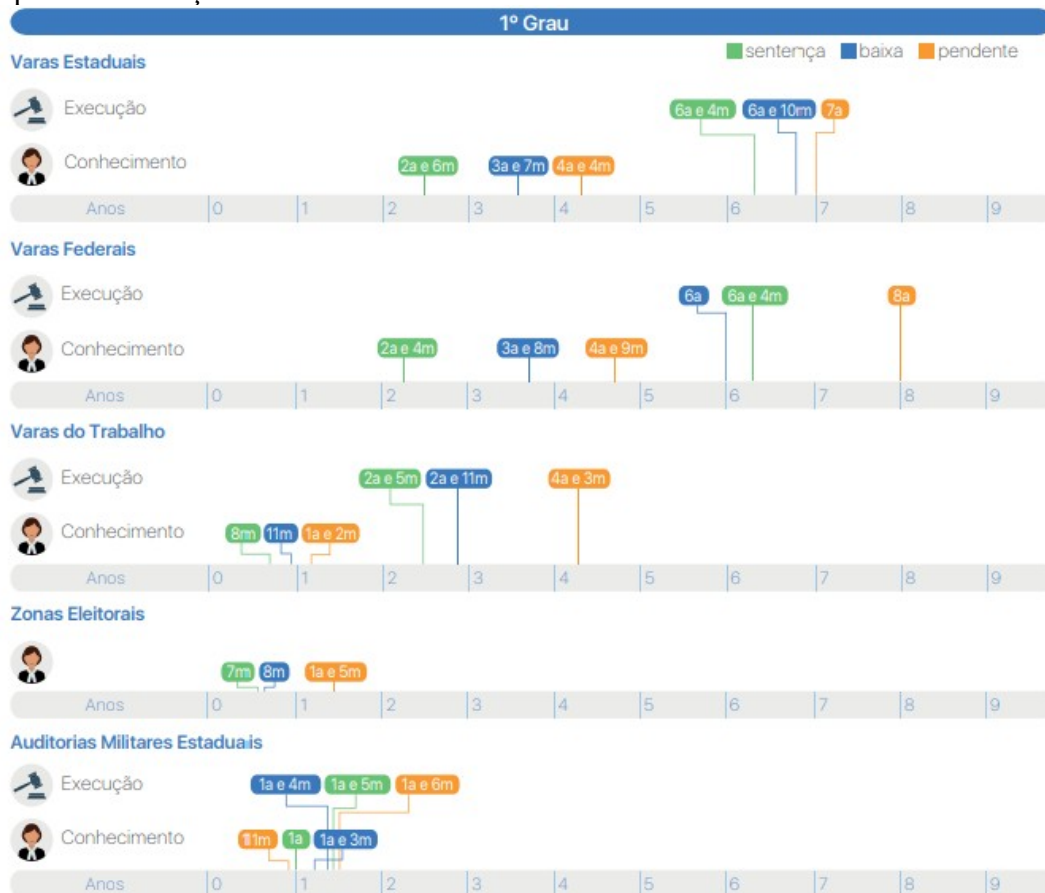 1º Grau
sentença baixa pendente
Varas Estaduais
Execução 6a e 4m 6a e 10m 7a
Conhecimento 2a e 6m 3a e 7m 4a e 4m
Anos 0 1 2 3 4 5 6 7 8 9
Varas Federais
Execução 6a 6a e 4m 8a
Conhecimento 2a e 4m 3a e 8m 4a e 9m
Anos 0 1 2 3 4 5 6 7 8 9
Varas do Trabalho
Execução 2a e 5m 2a e 11m 4a e 3m
Conhecimento 8m 11m 1a e 2m
Anos 0 1 2 3 4 5 6 7 8 9
Zonas Eleitorais
7m 8m 1a e 5m
Anos 0 1 2 3 4 5 6 7 8 9
Auditorias Militares Estaduais
Execução 1a e 4m 1a e 5m 1a e 6m
Conhecimento 11m 1a 1a e 3m
Anos 0 1 2 3 4 5 6 7 8 9